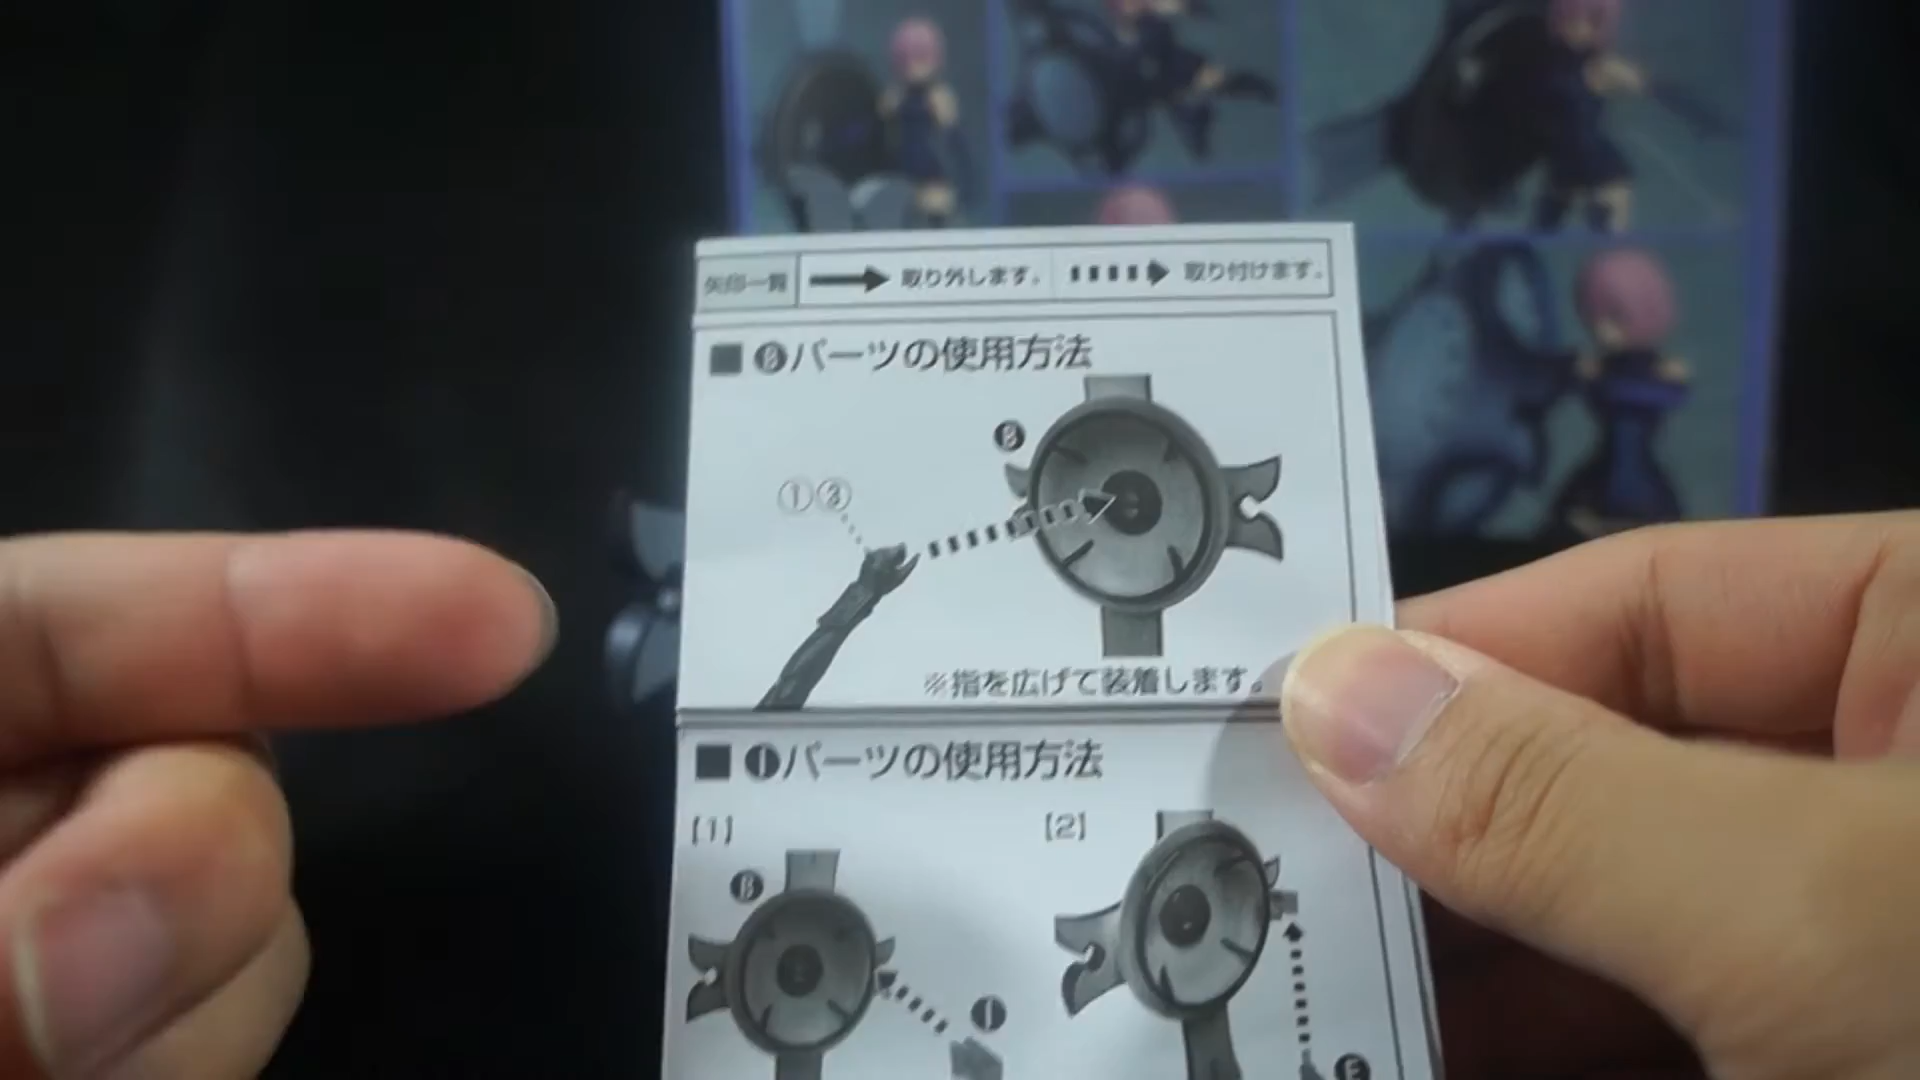 矢印一覧 取り外します。 取り付けます。
■ Bパーツの使用方法
B
①③
※指を広げて装着します。
■ Iパーツの使用方法
[1] [2]
B
I
E